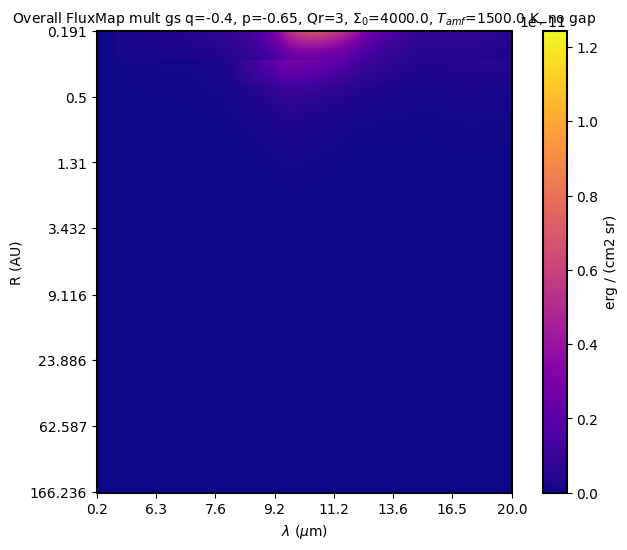 Overall FluxMap mult gs q=-0.4, p=-0.65, Qr=3, Σ₀=4000.0, T_amf=1500.0 K, no gap
1e−11
0.191
0.5
1.31
3.432
9.116
23.886
62.587
166.236
R (AU)
0.2 6.3 7.6 9.2 11.2 13.6 16.5 20.0
λ (μm)
1.2
1.0
0.8
0.6
0.4
0.2
0.0
erg / (cm2 sr)